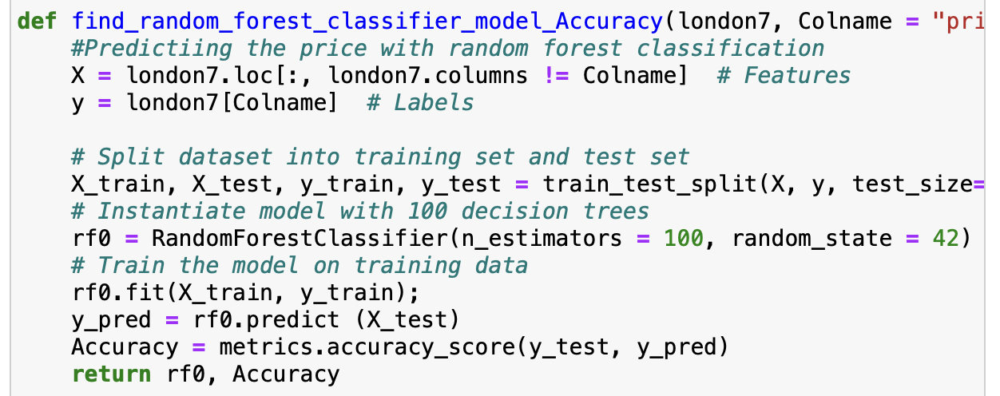 def find_random_forest_classifier_model_Accuracy(london7, Colname = "pri
#Predictiing the price with random forest classification
X = london7.loc[:, london7.columns != Colname]  # Features
y = london7[Colname]  # Labels
# Split dataset into training set and test set
X_train, X_test, y_train, y_test = train_test_split(X, y, test_size=
# Instantiate model with 100 decision trees
rf0 = RandomForestClassifier(n_estimators = 100, random_state = 42)
# Train the model on training data
rf0.fit(X_train, y_train);
y_pred = rf0.predict (X_test)
Accuracy = metrics.accuracy_score(y_test, y_pred)
return rf0, Accuracy